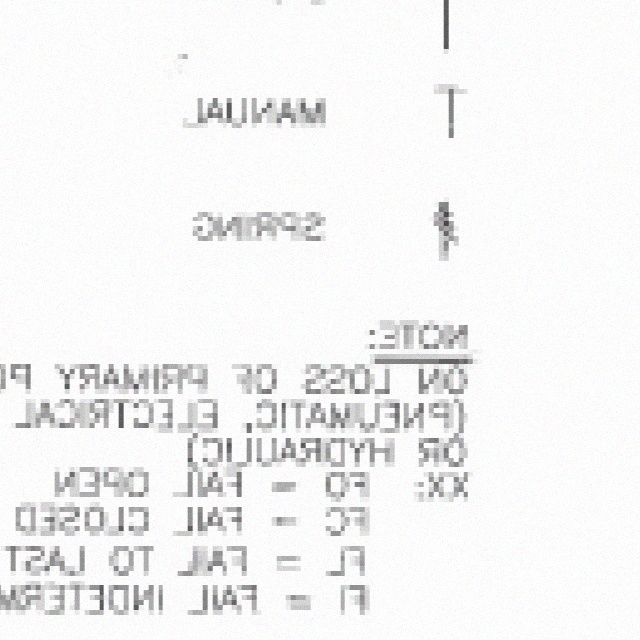 MANUAL
SPRING
NOTE:
ON LOSS OF PRIMARY
(PNEUMATIC, ELECTRICAL
OR HYDRAULIC)
XX: FO = FAIL OPEN
FC = FAIL CLOSED
FL = FAIL TO LAST
FI = FAIL INDETERM